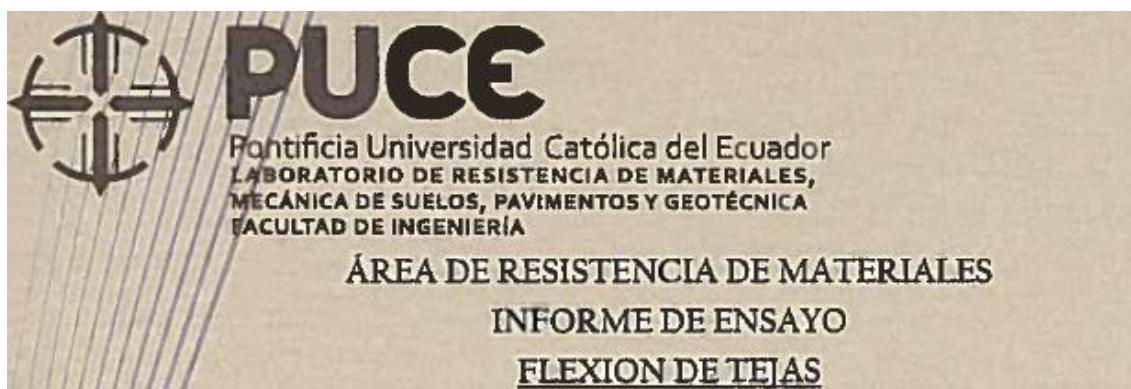 PUCE
Pontificia Universidad Católica del Ecuador
LABORATORIO DE RESISTENCIA DE MATERIALES,
MECÁNICA DE SUELOS, PAVIMENTOS Y GEOTÉCNICA
FACULTAD DE INGENIERÍA
ÁREA DE RESISTENCIA DE MATERIALES
INFORME DE ENSAYO
FLEXION DE TEJAS